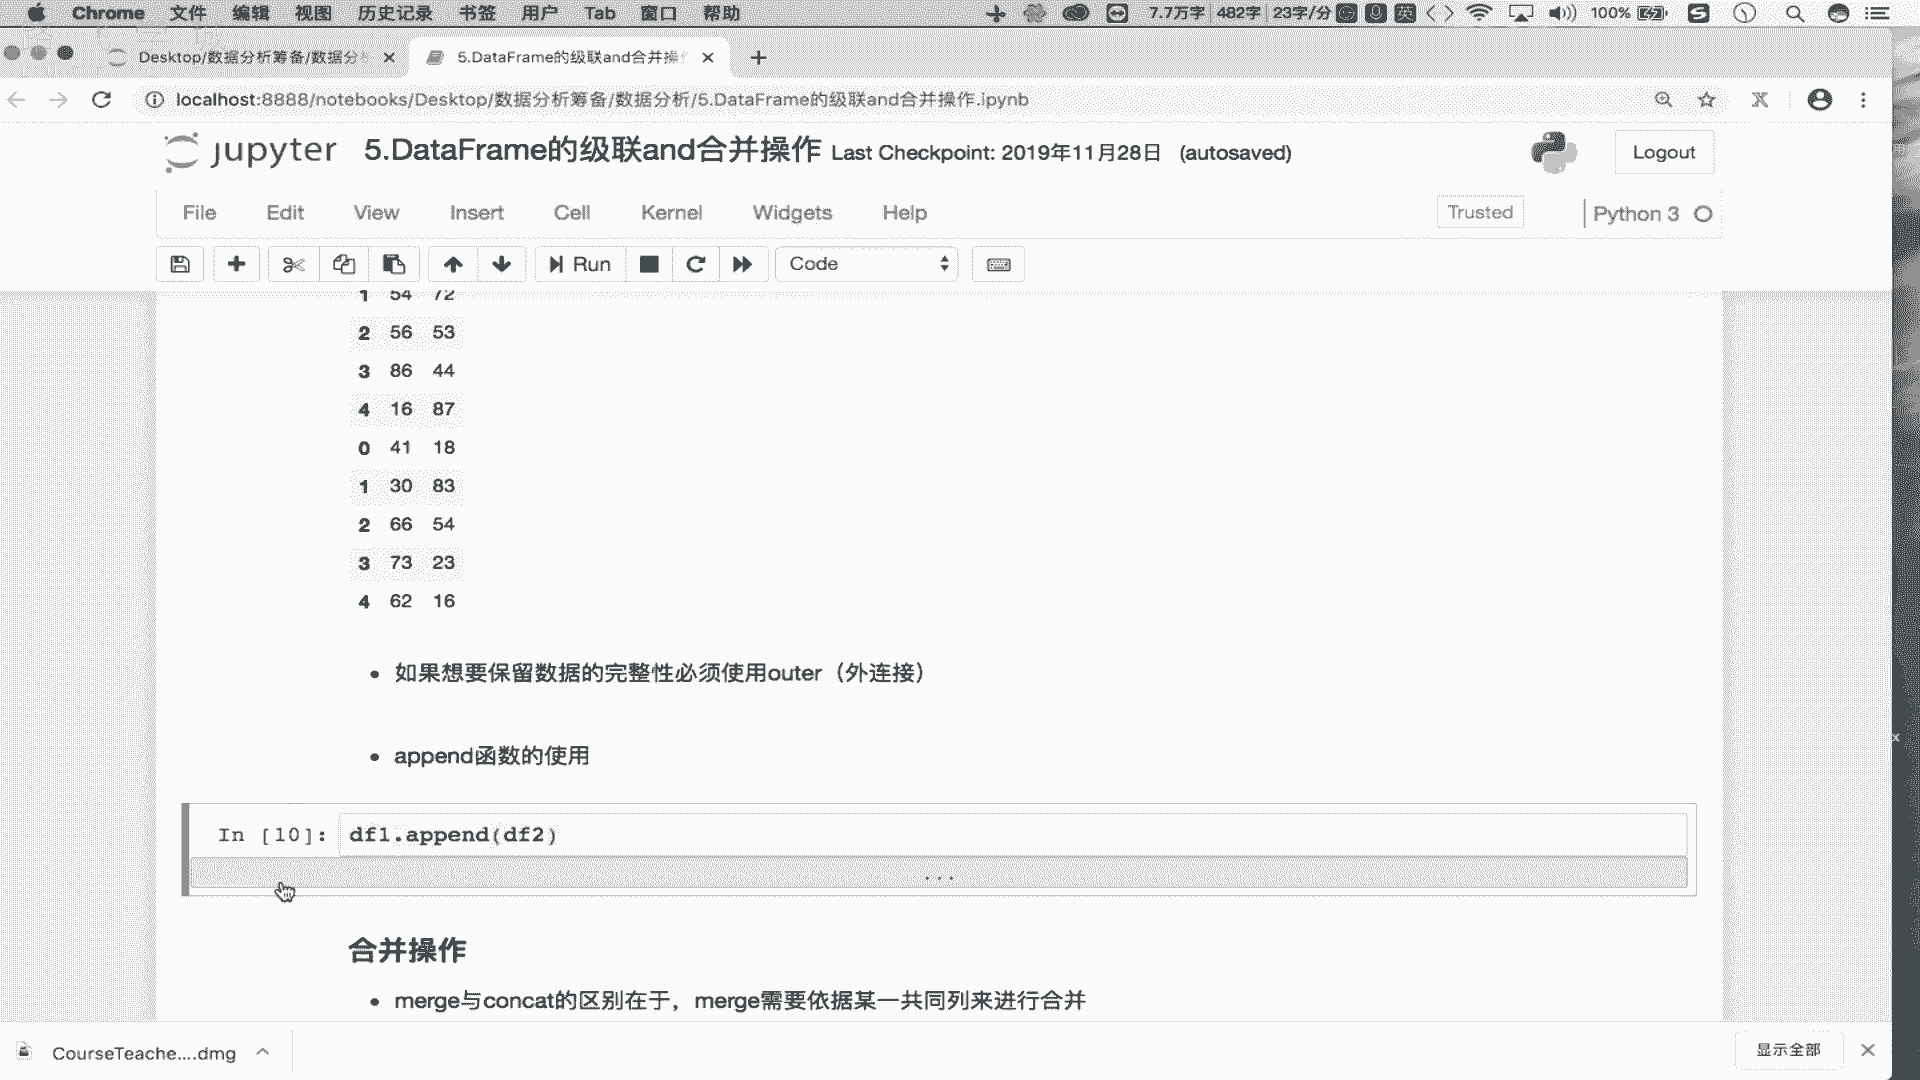 Chrome 文件 编辑 视图 历史记录 书签 用户 Tab 窗口 帮助 7.7万字 482字 23字/分 英 100%
Desktop/数据分析筹备/数据分 5.DataFrame的级联and合并操
localhost:8888/notebooks/Desktop/数据分析筹备/数据分析/5.DataFrame的级联and合并操作.ipynb
jupyter 5.DataFrame的级联and合并操作 Last Checkpoint: 2019年11月28日 (autosaved) Logout
File Edit View Insert Cell Kernel Widgets Help Trusted Python 3
Run Code
1 54 72
2 56 53
3 86 44
4 16 87
0 41 18
1 30 83
2 66 54
3 73 23
4 62 16
• 如果想要保留数据的完整性必须使用outer（外连接）
• append函数的使用
In [10]: df1.append(df2)
...
合并操作
• merge与concat的区别在于，merge需要依据某一共同列来进行合并
CourseTeache....dmg 显示全部